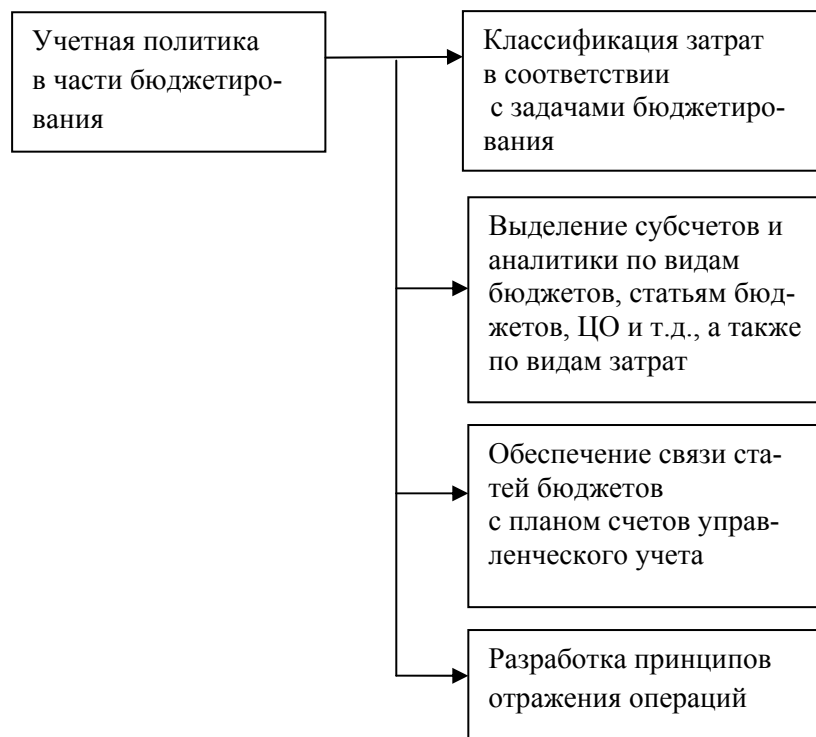 Учетная политика
в части бюджетиро-
вания
Классификация затрат
в соответствии
с задачами бюджетиро-
вания
Выделение субсчетов и
аналитики по видам
бюджетов, статьям бюд-
жетов, ЦО и т.д., а также
по видам затрат
Обеспечение связи ста-
тей бюджетов
с планом счетов управ-
ленческого учета
Разработка принципов
отражения операций